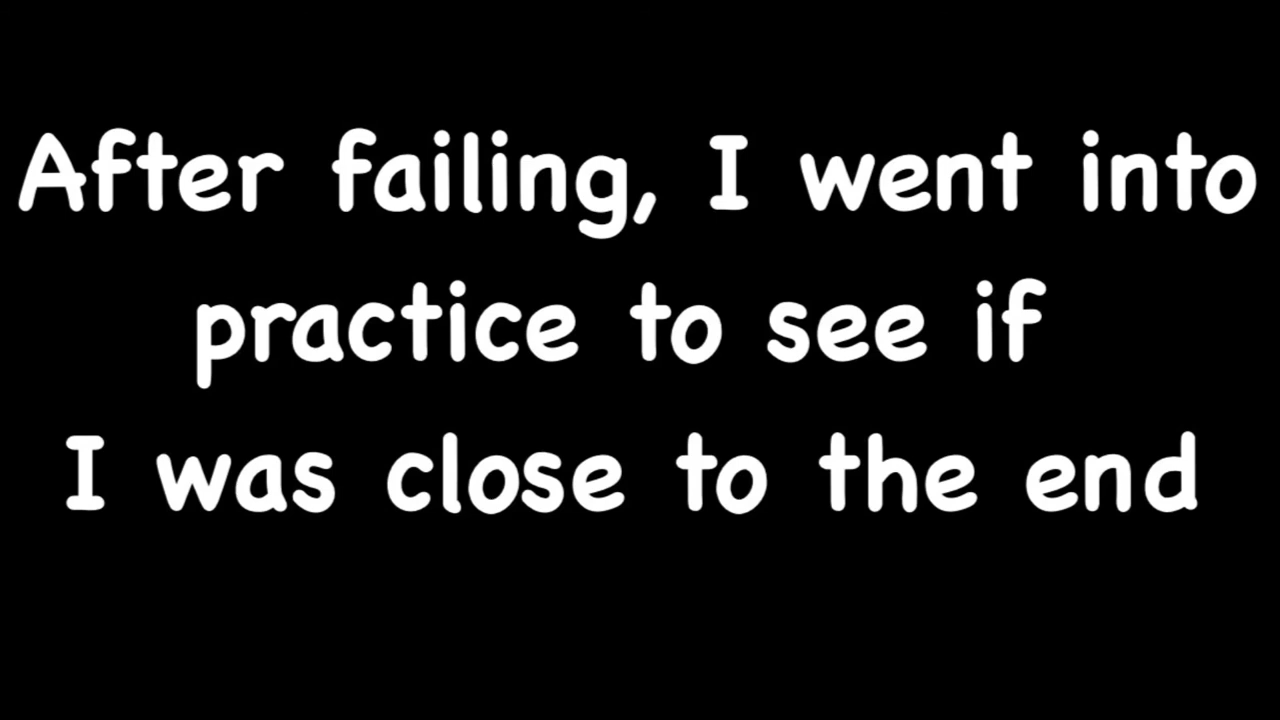 After failing, I went into
practice to see if
I was close to the end